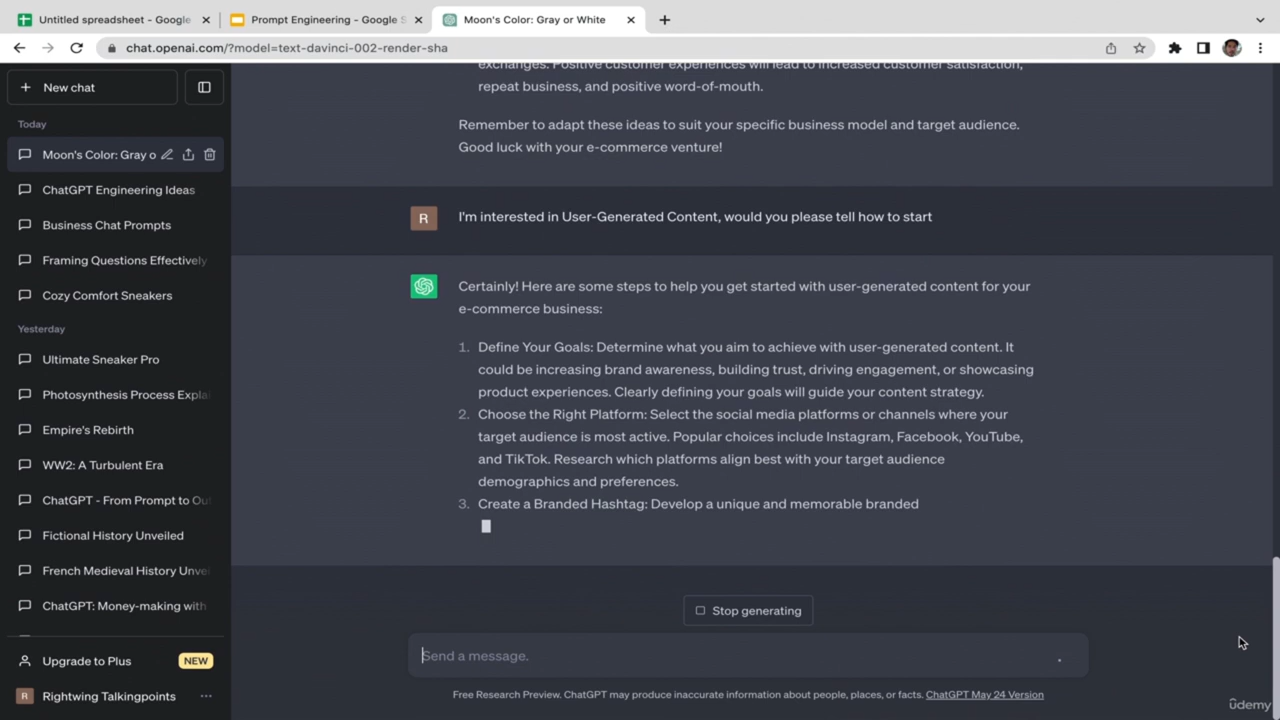 Untitled spreadsheet - Google
Prompt Engineering - Google S
Moon's Color: Gray or White
chat.openai.com/?model=text-davinci-002-render-sha
New chat
Today
Moon's Color: Gray o
ChatGPT Engineering Ideas
Business Chat Prompts
Framing Questions Effectively
Cozy Comfort Sneakers
Yesterday
Ultimate Sneaker Pro
Photosynthesis Process Expla
Empire's Rebirth
WW2: A Turbulent Era
ChatGPT - From Prompt to Ou
Fictional History Unveiled
French Medieval History Unve
ChatGPT: Money-making with
Upgrade to Plus NEW
R Rightwing Talkingpoints
exchanges. Positive customer experiences will lead to increased customer satisfaction,
repeat business, and positive word-of-mouth.
Remember to adapt these ideas to suit your specific business model and target audience.
Good luck with your e-commerce venture!
R I'm interested in User-Generated Content, would you please tell how to start
Certainly! Here are some steps to help you get started with user-generated content for your
e-commerce business:
1. Define Your Goals: Determine what you aim to achieve with user-generated content. It
could be increasing brand awareness, building trust, driving engagement, or showcasing
product experiences. Clearly defining your goals will guide your content strategy.
2. Choose the Right Platform: Select the social media platforms or channels where your
target audience is most active. Popular choices include Instagram, Facebook, YouTube,
and TikTok. Research which platforms align best with your target audience
demographics and preferences.
3. Create a Branded Hashtag: Develop a unique and memorable branded
Stop generating
Send a message.
Free Research Preview. ChatGPT may produce inaccurate information about people, places, or facts. ChatGPT May 24 Version
udemy